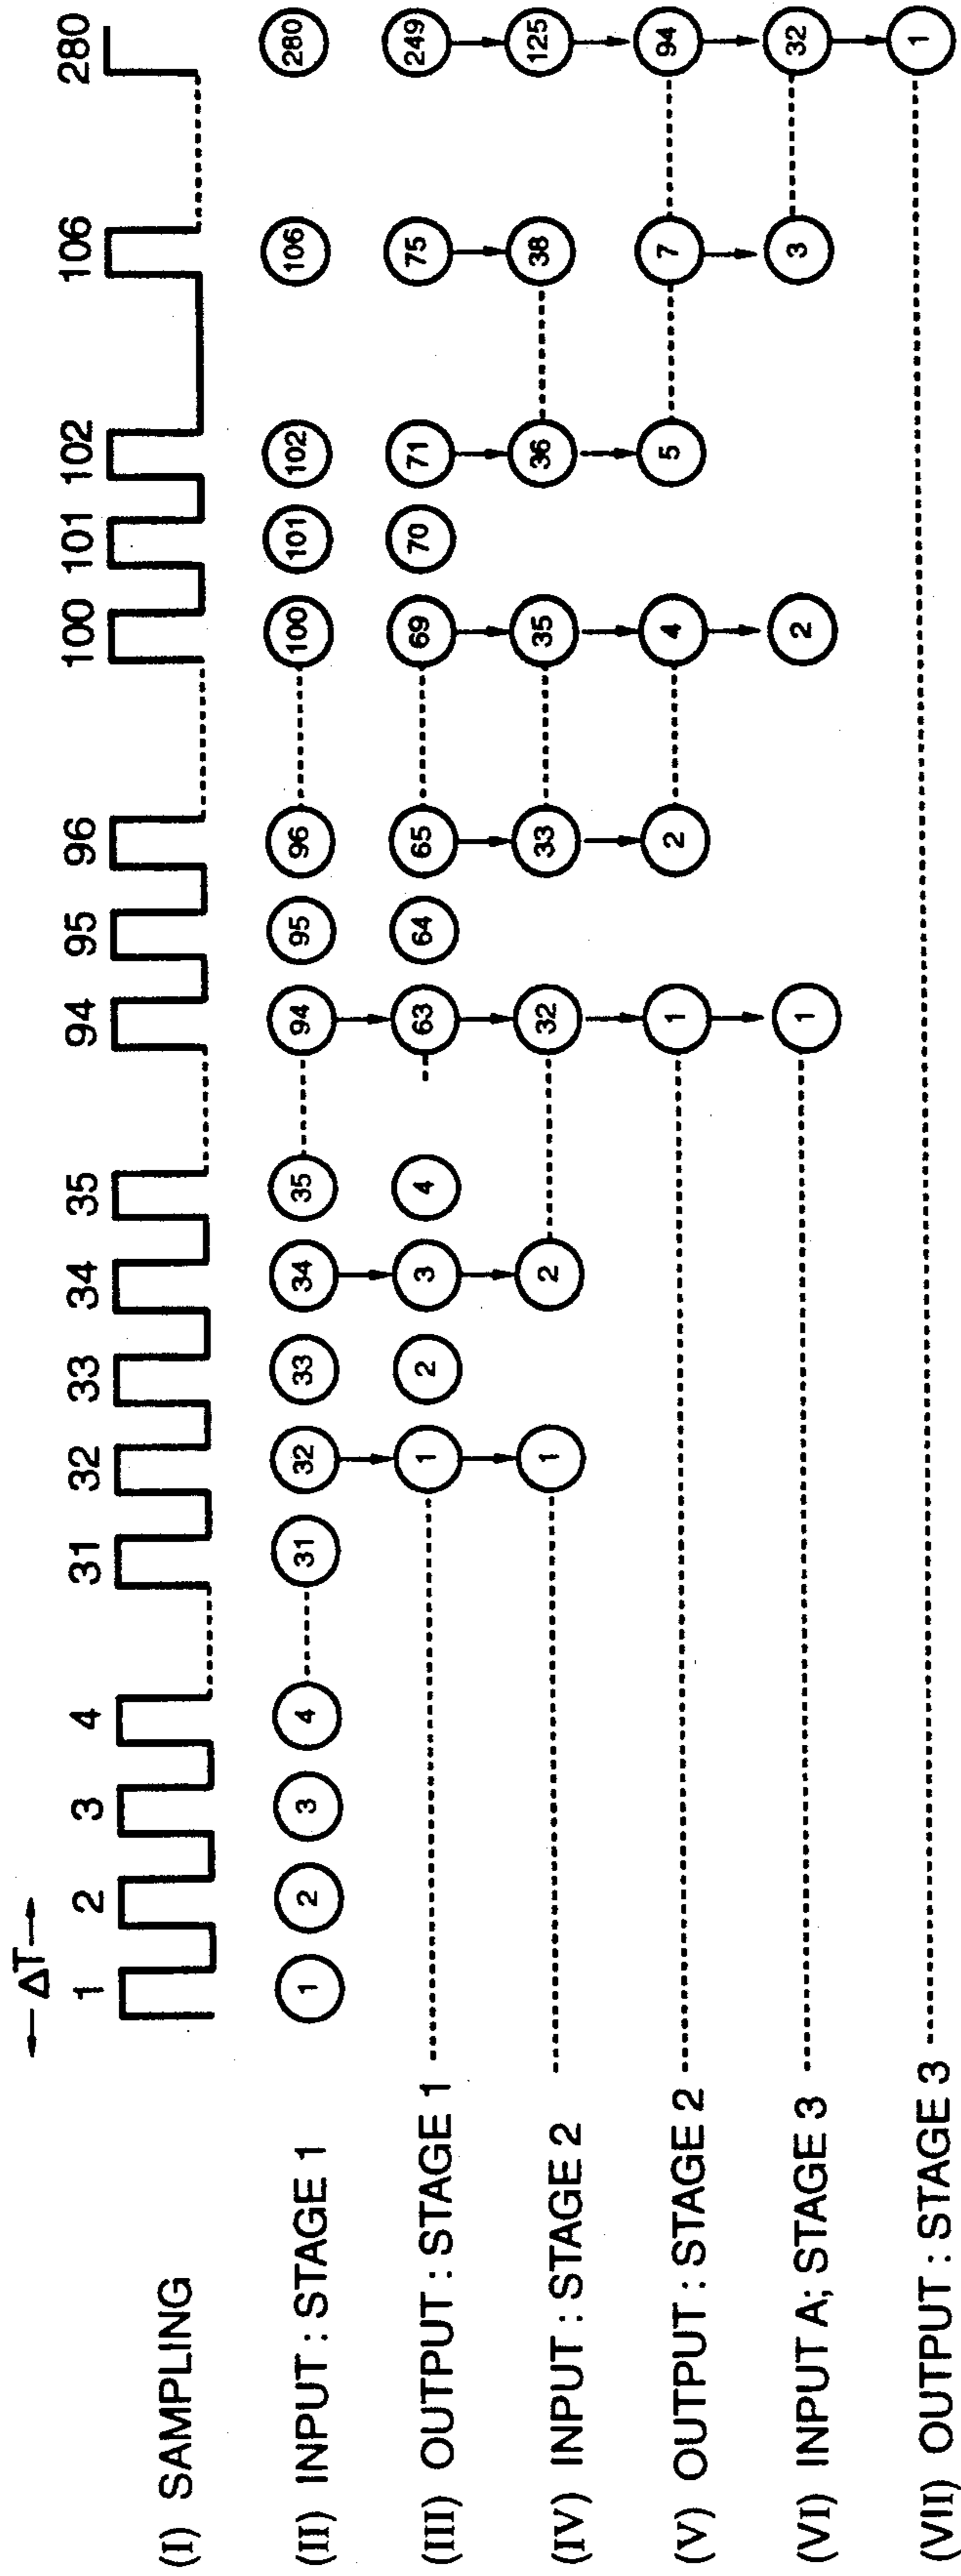 ← ΔT →
1 2 3 4 31 32 33 34 35 94 95 96 100 101 102 106 280
(I) SAMPLING
(II) INPUT : STAGE 1 1 2 3 4 31 32 33 34 35 94 95 96 100 101 102 106 280
(III) OUTPUT : STAGE 1 1 2 3 4 63 64 65 69 70 71 75 249
(IV) INPUT : STAGE 2 1 2 32 33 35 36 38 125
(V) OUTPUT : STAGE 2 1 2 4 5 7 94
(VI) INPUT A; STAGE 3 1 2 3 32
(VII) OUTPUT : STAGE 3 1